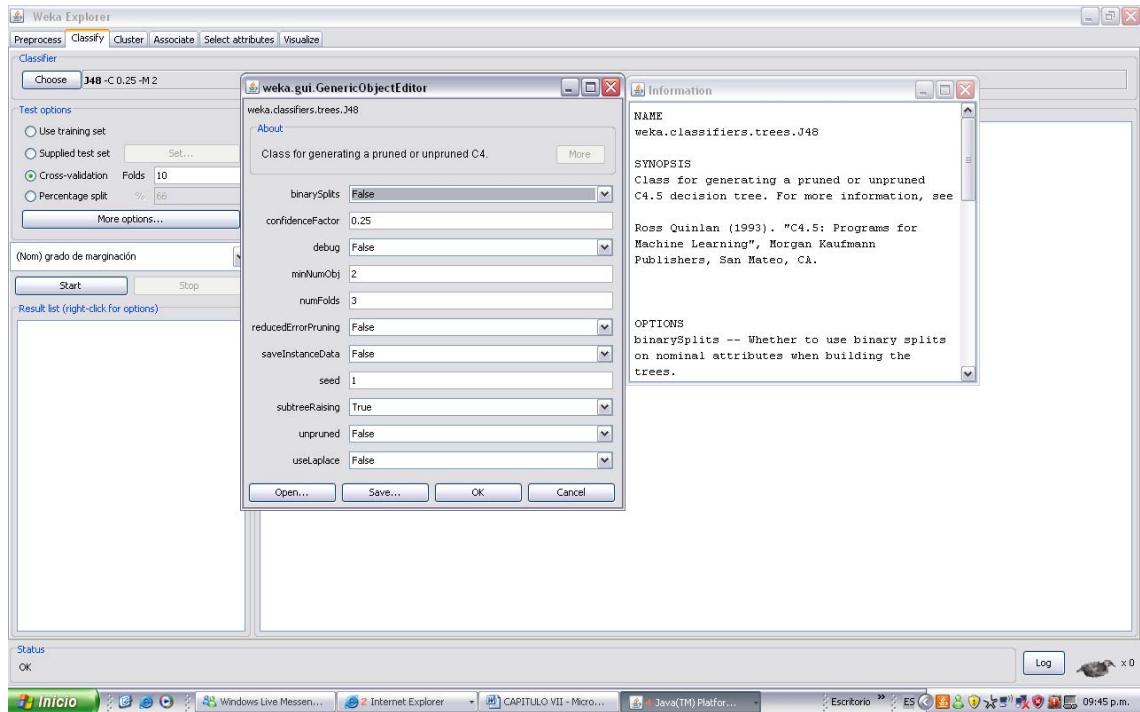 Weka Explorer
Preprocess Classify Cluster Associate Select attributes Visualize
Classifier
Choose J48 -C 0.25 -M 2
Test options
Use training set
Supplied test set Set...
Cross-validation Folds 10
Percentage split % 66
More options...
(Nom) grado de marginación
Start Stop
Result list (right-click for options)
weka.gui.GenericObjectEditor
weka.classifiers.trees.J48
About
Class for generating a pruned or unpruned C4. More
binarySplits False
confidenceFactor 0.25
debug False
minNumObj 2
numFolds 3
reducedErrorPruning False
saveInstanceData False
seed 1
subtreeRaising True
unpruned False
useLaplace False
Open... Save... OK Cancel
Information
NAME
weka.classifiers.trees.J48
SYNOPSIS
Class for generating a pruned or unpruned
C4.5 decision tree. For more information, see
Ross Quinlan (1993). "C4.5: Programs for
Machine Learning", Morgan Kaufmann
Publishers, San Mateo, CA.
OPTIONS
binarySplits -- Whether to use binary splits
on nominal attributes when building the
trees.
Status
OK
Log x 0
Inicio Windows Live Messen... 2 Internet Explorer CAPITULO VII - Micro... 4 Java(TM) Platfor... Escritorio » ES 09:45 p.m.